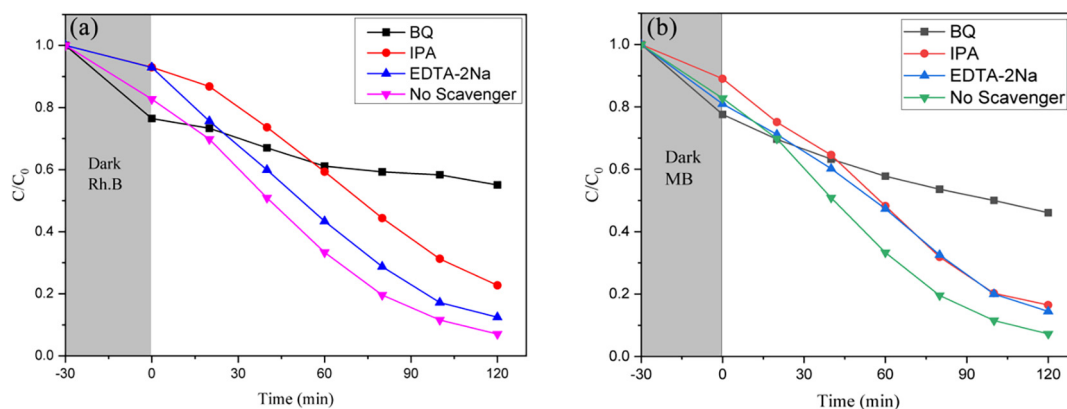 (a)
BQ
IPA
EDTA-2Na
No Scavenger
Dark
Rh.B
C/C0
1.0
0.8
0.6
0.4
0.2
0.0
-30 0 30 60 90 120
Time (min)
(b)
BQ
IPA
EDTA-2Na
No Scavenger
Dark
MB
C/C0
1.0
0.8
0.6
0.4
0.2
0.0
-30 0 30 60 90 120
Time (min)